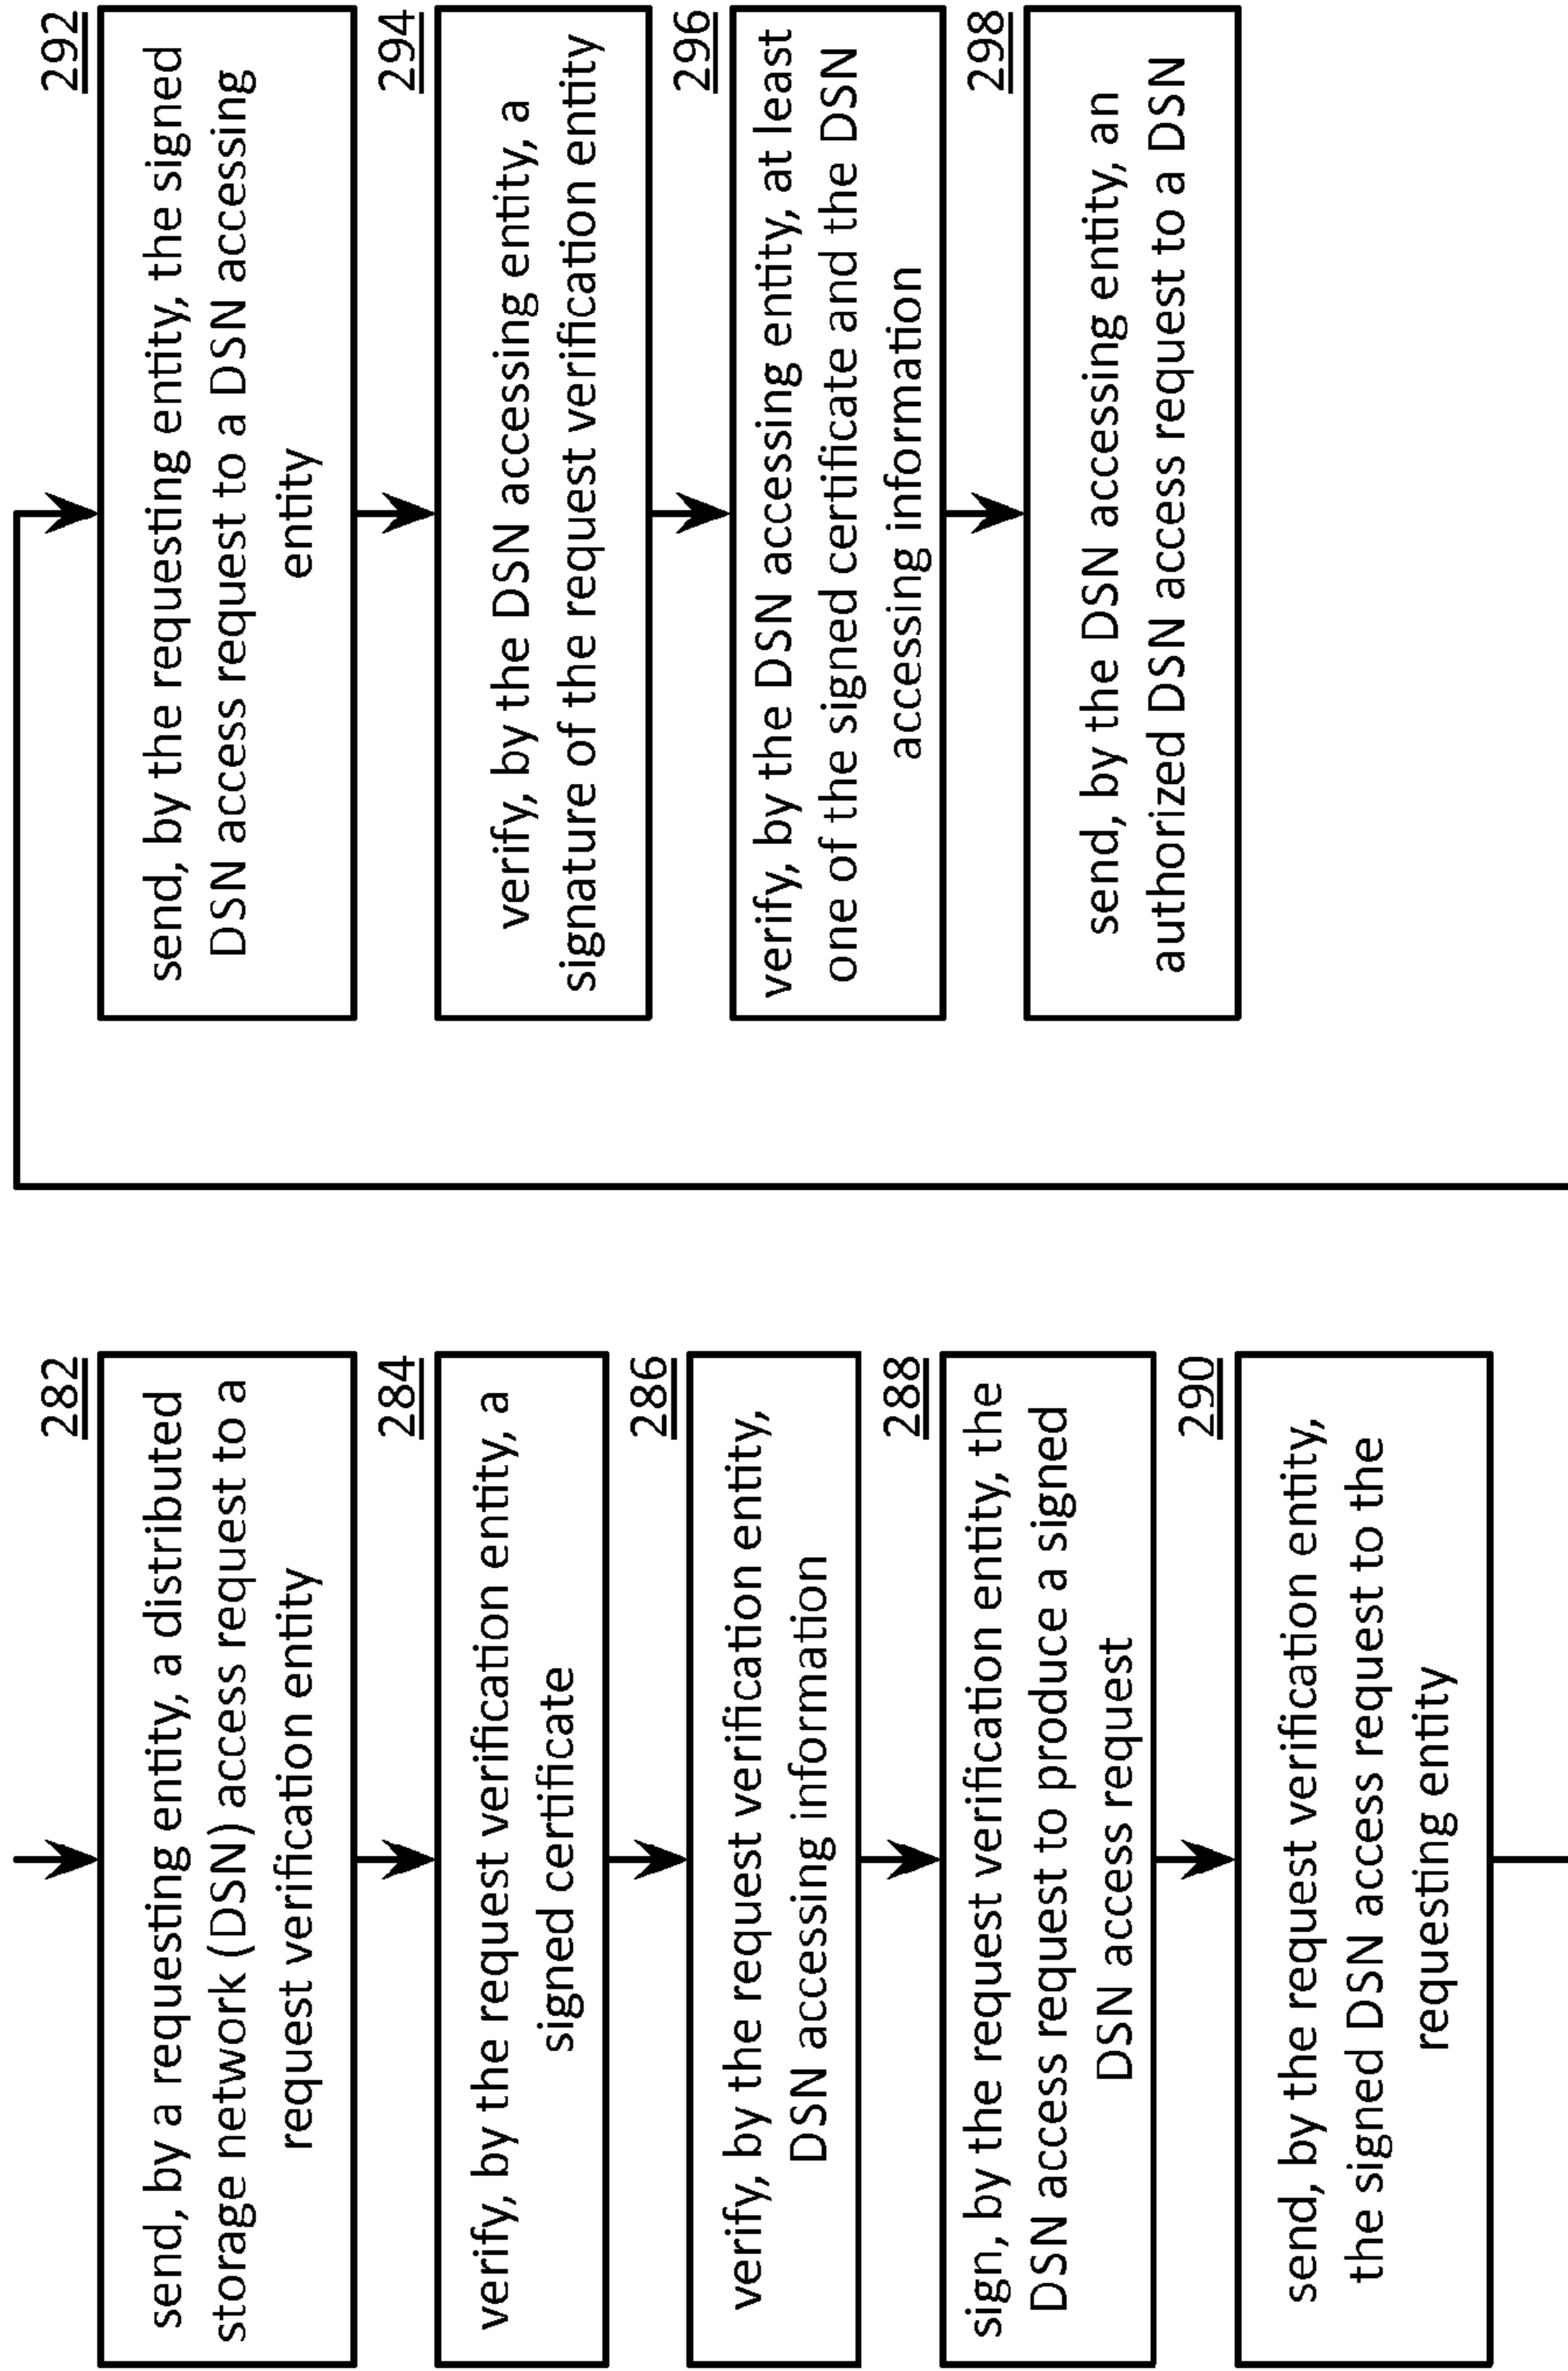 282
send, by a requesting entity, a distributed
storage network (DSN) access request to a
request verification entity
284
verify, by the request verification entity, a
signed certificate
286
verify, by the request verification entity,
DSN accessing information
288
sign, by the request verification entity, the
DSN access request to produce a signed
DSN access request
290
send, by the request verification entity,
the signed DSN access request to the
requesting entity
292
send, by the requesting entity, the signed
DSN access request to a DSN accessing
entity
294
verify, by the DSN accessing entity, a
signature of the request verification entity
296
verify, by the DSN accessing entity, at least
one of the signed certificate and the DSN
accessing information
298
send, by the DSN accessing entity, an
authorized DSN access request to a DSN